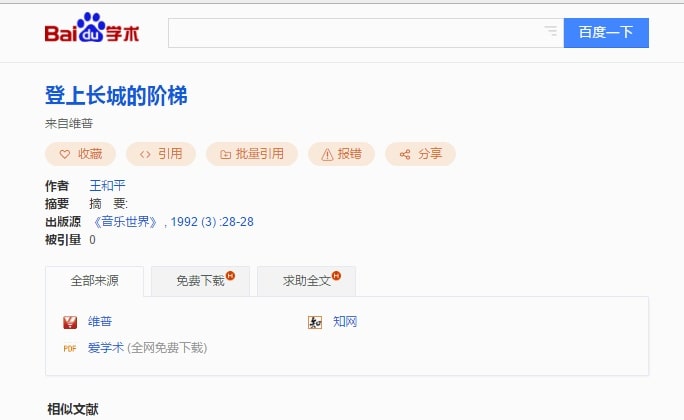 Bai du 学术
百度一下
登上长城的阶梯
来自维普
收藏 引用 批量引用 报错 分享
作者 王和平
摘要 摘 要:
出版源 《音乐世界》 , 1992 (3) :28-28
被引量 0
全部来源 免费下载 H 求助全文 H
维普 知网
PDF 爱学术 (全网免费下载)
相似文献